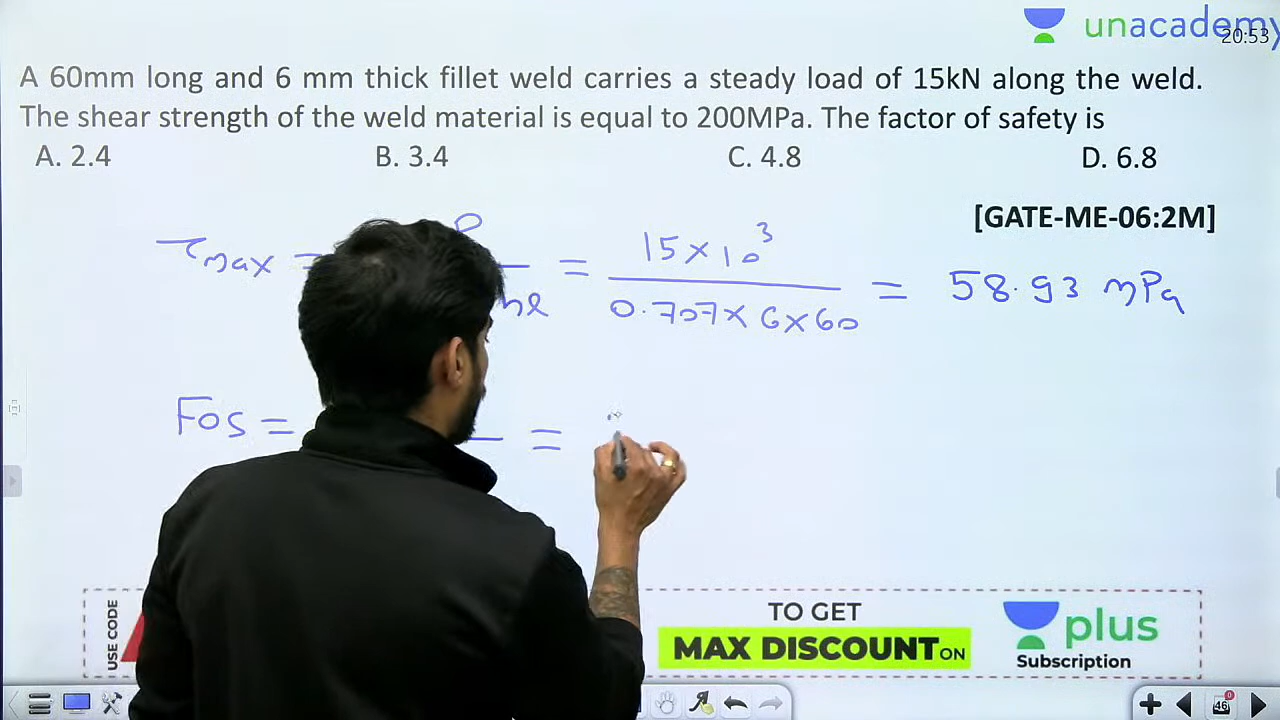 unacademy
20:53
A 60mm long and 6 mm thick fillet weld carries a steady load of 15kN along the weld.
The shear strength of the weld material is equal to 200MPa. The factor of safety is
A. 2.4 B. 3.4 C. 4.8 D. 6.8
[GATE-ME-06:2M]
τmax = P = 15×10³ = 58.93 MPa
hl 0.707×6×60
FOS = =
USE CODE
TO GET
MAX DISCOUNT ON
plus
Subscription
46
0